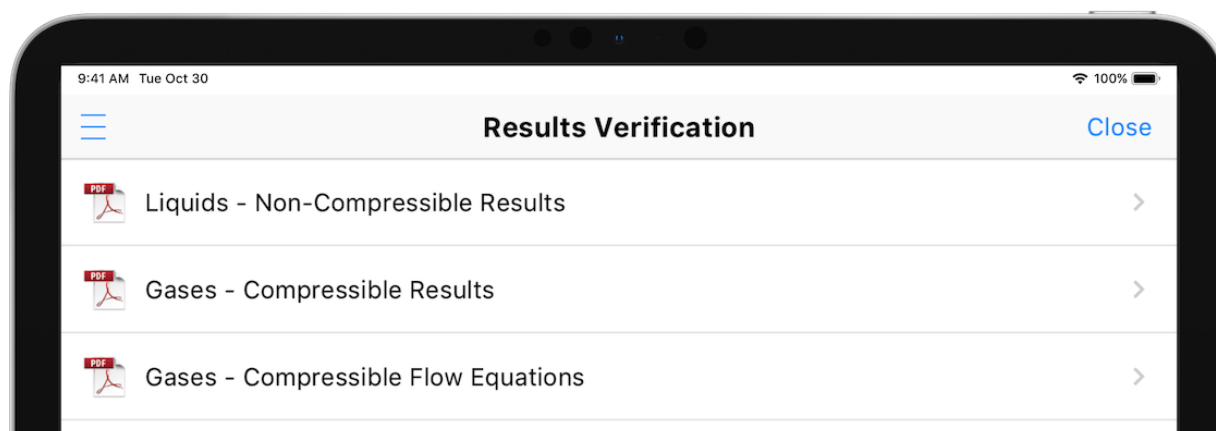 9:41 AM Tue Oct 30 100%
Results Verification Close
PDF Liquids - Non-Compressible Results
PDF Gases - Compressible Results
PDF Gases - Compressible Flow Equations